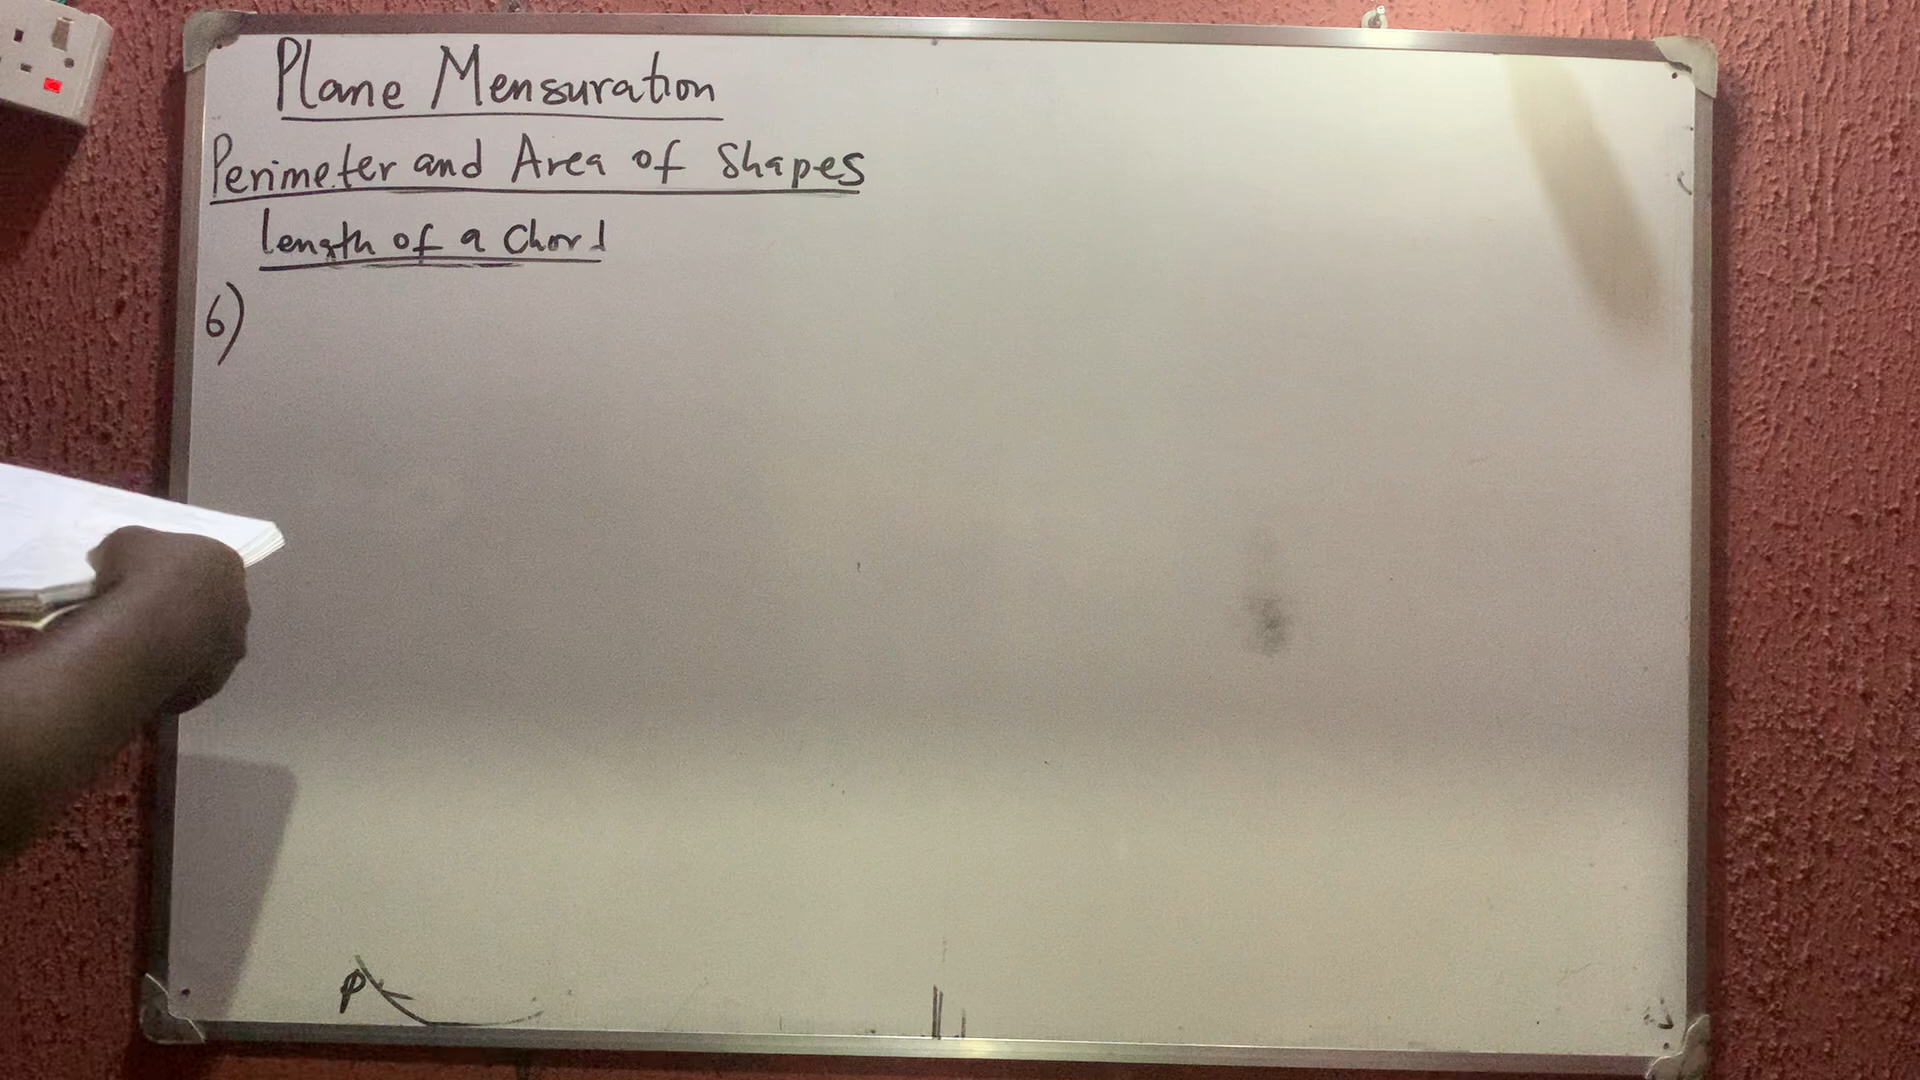 Plane Mensuration
Perimeter and Area of Shapes
length of a Chord
6)
P